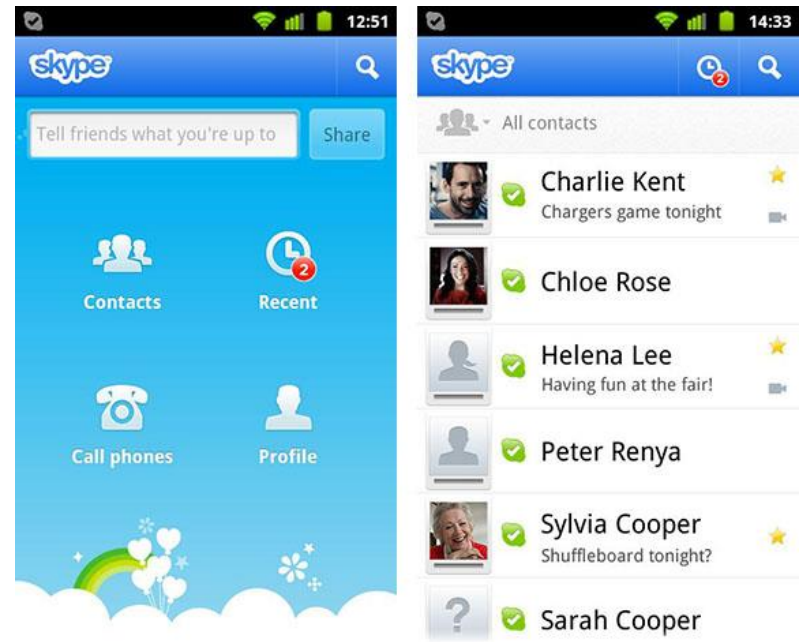 12:51
skype
Tell friends what you're up to
Share
Contacts
2
Recent
Call phones
Profile
14:33
skype
2
All contacts
Charlie Kent
Chargers game tonight
Chloe Rose
Helena Lee
Having fun at the fair!
Peter Renya
Sylvia Cooper
Shuffleboard tonight?
?
Sarah Cooper